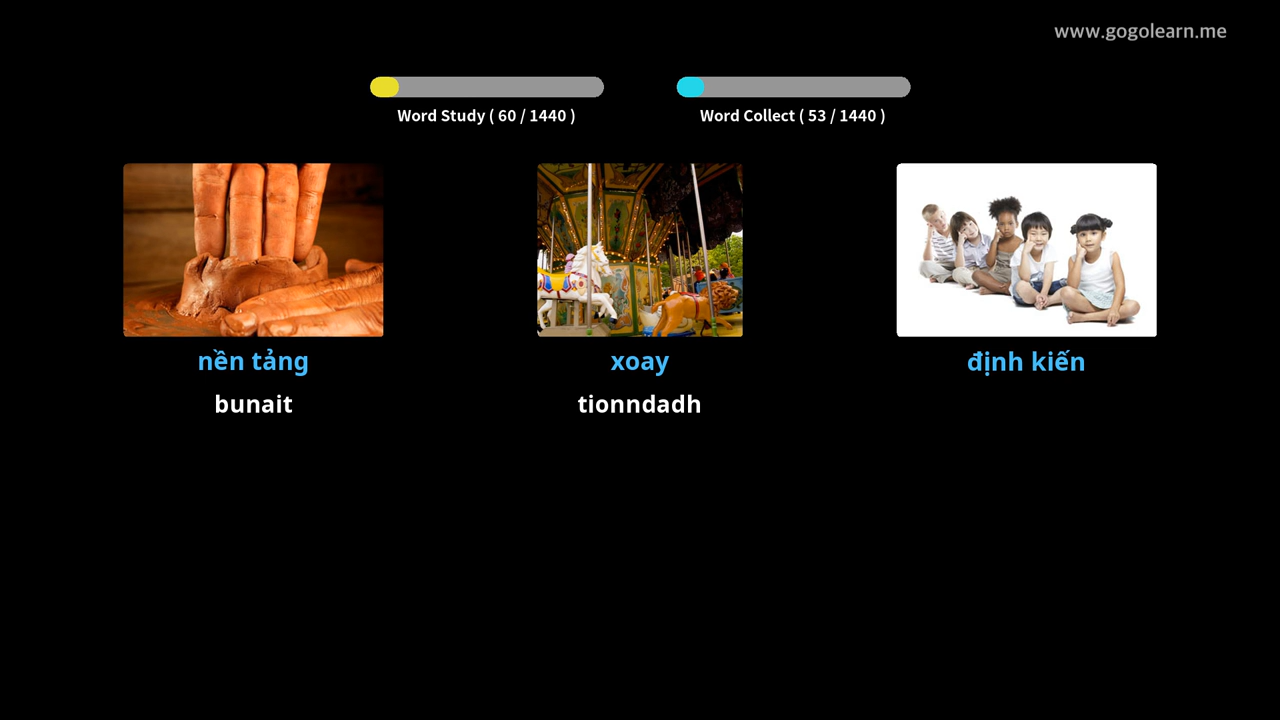 www.gogolearn.me
Word Study ( 60 / 1440 )
Word Collect ( 53 / 1440 )
nền tảng
xoay
định kiến
bunait
tionndadh